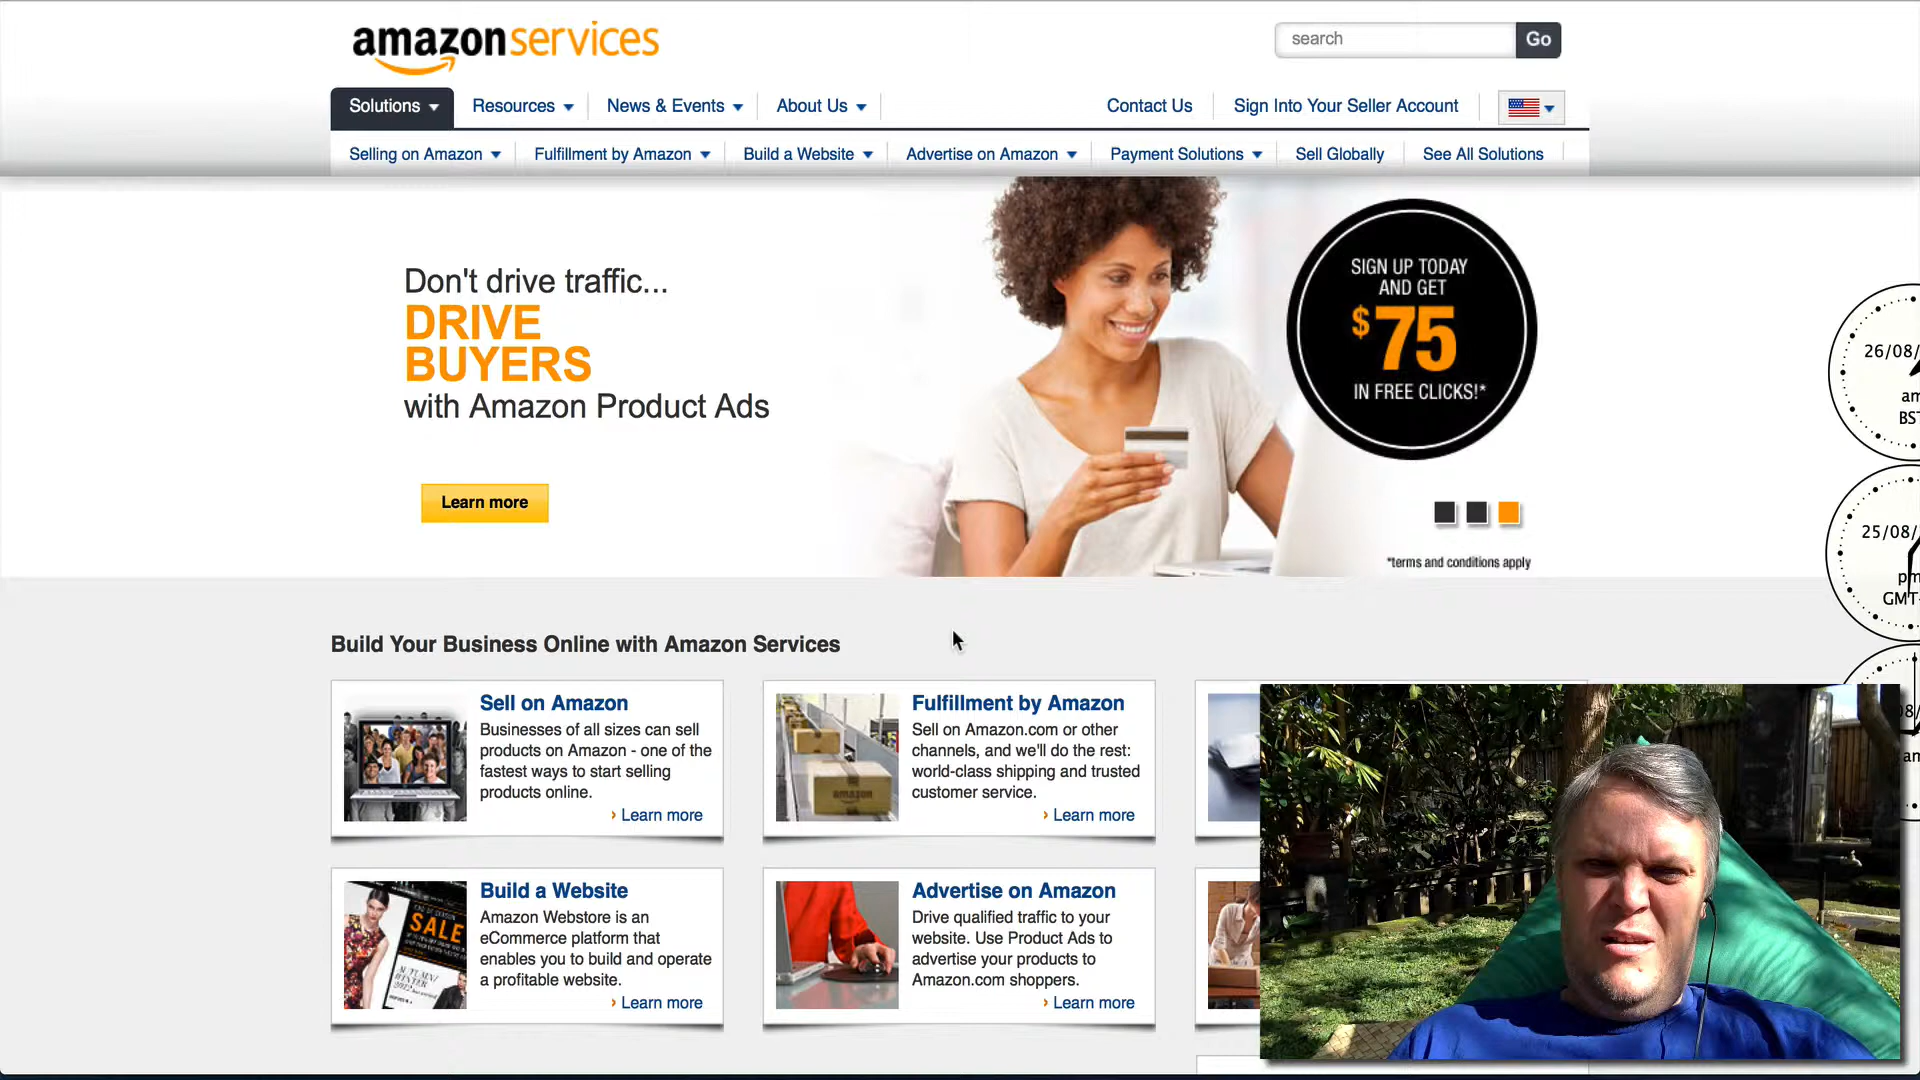 amazonservices
search
Go
Solutions
Resources
News & Events
About Us
Contact Us
Sign Into Your Seller Account
Selling on Amazon
Fulfillment by Amazon
Build a Website
Advertise on Amazon
Payment Solutions
Sell Globally
See All Solutions
Don't drive traffic...
DRIVE
BUYERS
with Amazon Product Ads
Learn more
SIGN UP TODAY
AND GET
$75
IN FREE CLICKS!*
*terms and conditions apply
26/08/
am
BST
25/08/
pm
GMT-
Build Your Business Online with Amazon Services
Sell on Amazon
Businesses of all sizes can sell
products on Amazon - one of the
fastest ways to start selling
products online.
› Learn more
Fulfillment by Amazon
Sell on Amazon.com or other
channels, and we'll do the rest:
world-class shipping and trusted
customer service.
› Learn more
amazon
Build a Website
Amazon Webstore is an
eCommerce platform that
enables you to build and operate
a profitable website.
› Learn more
SALE
Advertise on Amazon
Drive qualified traffic to your
website. Use Product Ads to
advertise your products to
Amazon.com shoppers.
› Learn more